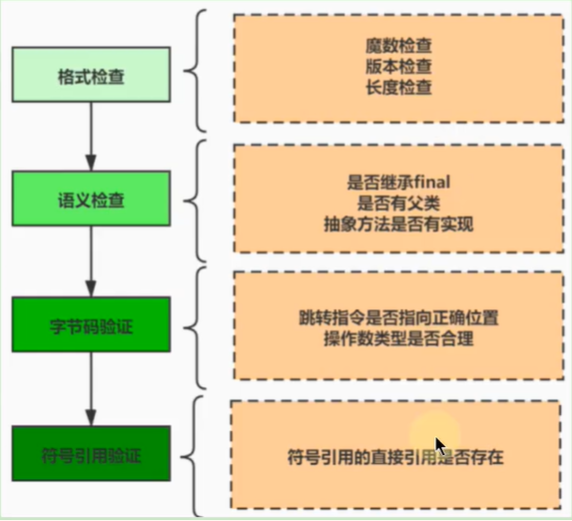 格式检查
魔数检查
版本检查
长度检查
语义检查
是否继承final
是否有父类
抽象方法是否有实现
字节码验证
跳转指令是否指向正确位置
操作数类型是否合理
符号引用验证
符号引用的直接引用是否存在